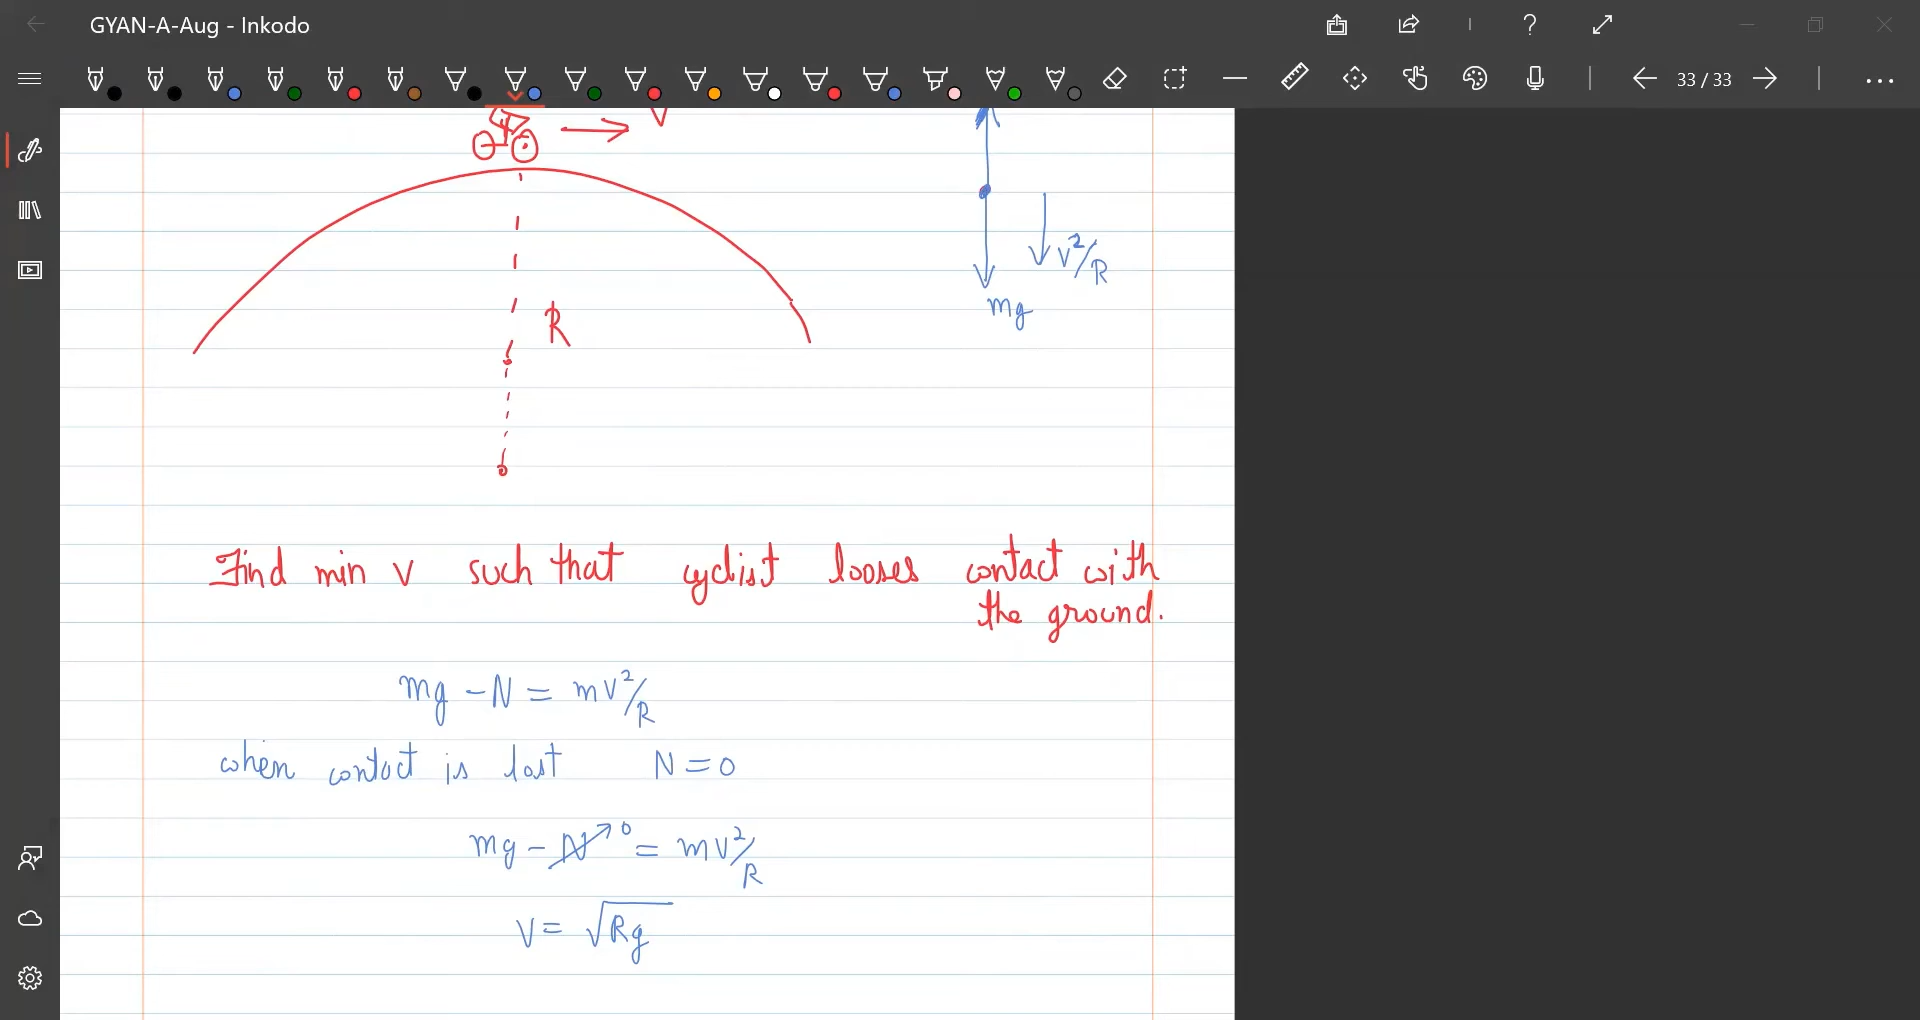 GYAN-A-Aug - Inkodo
33 / 33
V
V²/R
mg
R
Find min v such that cyclist looses contact with
the ground.
mg - N = mV²/R
when contact is lost N = 0
mg - N↗0 = mV²/R
V = √Rg